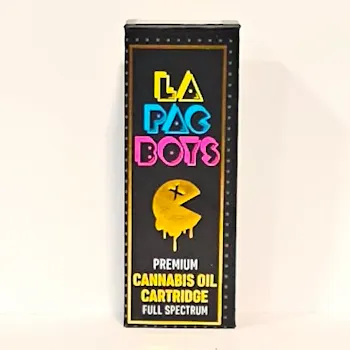 LA
PAC
BOYS
PREMIUM
CANNABIS OIL
CARTRIDGE
FULL SPECTRUM